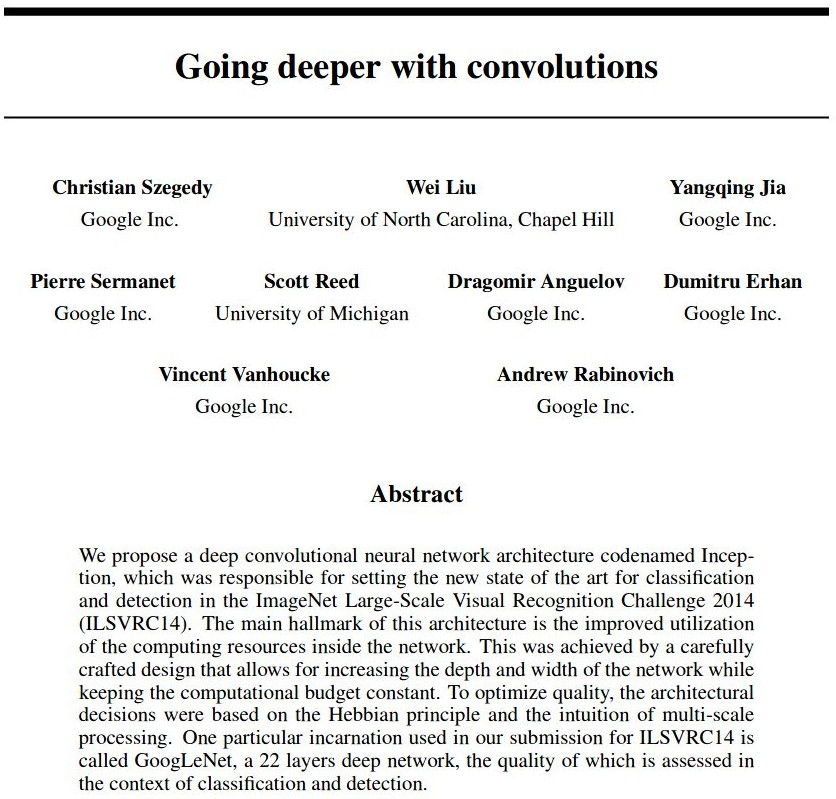 Going deeper with convolutions
Christian Szegedy Wei Liu Yangqing Jia
Google Inc. University of North Carolina, Chapel Hill Google Inc.
Pierre Sermanet Scott Reed Dragomir Anguelov Dumitru Erhan
Google Inc. University of Michigan Google Inc. Google Inc.
Vincent Vanhoucke Andrew Rabinovich
Google Inc. Google Inc.
Abstract
We propose a deep convolutional neural network architecture codenamed Incep-
tion, which was responsible for setting the new state of the art for classification
and detection in the ImageNet Large-Scale Visual Recognition Challenge 2014
(ILSVRC14). The main hallmark of this architecture is the improved utilization
of the computing resources inside the network. This was achieved by a carefully
crafted design that allows for increasing the depth and width of the network while
keeping the computational budget constant. To optimize quality, the architectural
decisions were based on the Hebbian principle and the intuition of multi-scale
processing. One particular incarnation used in our submission for ILSVRC14 is
called GoogLeNet, a 22 layers deep network, the quality of which is assessed in
the context of classification and detection.